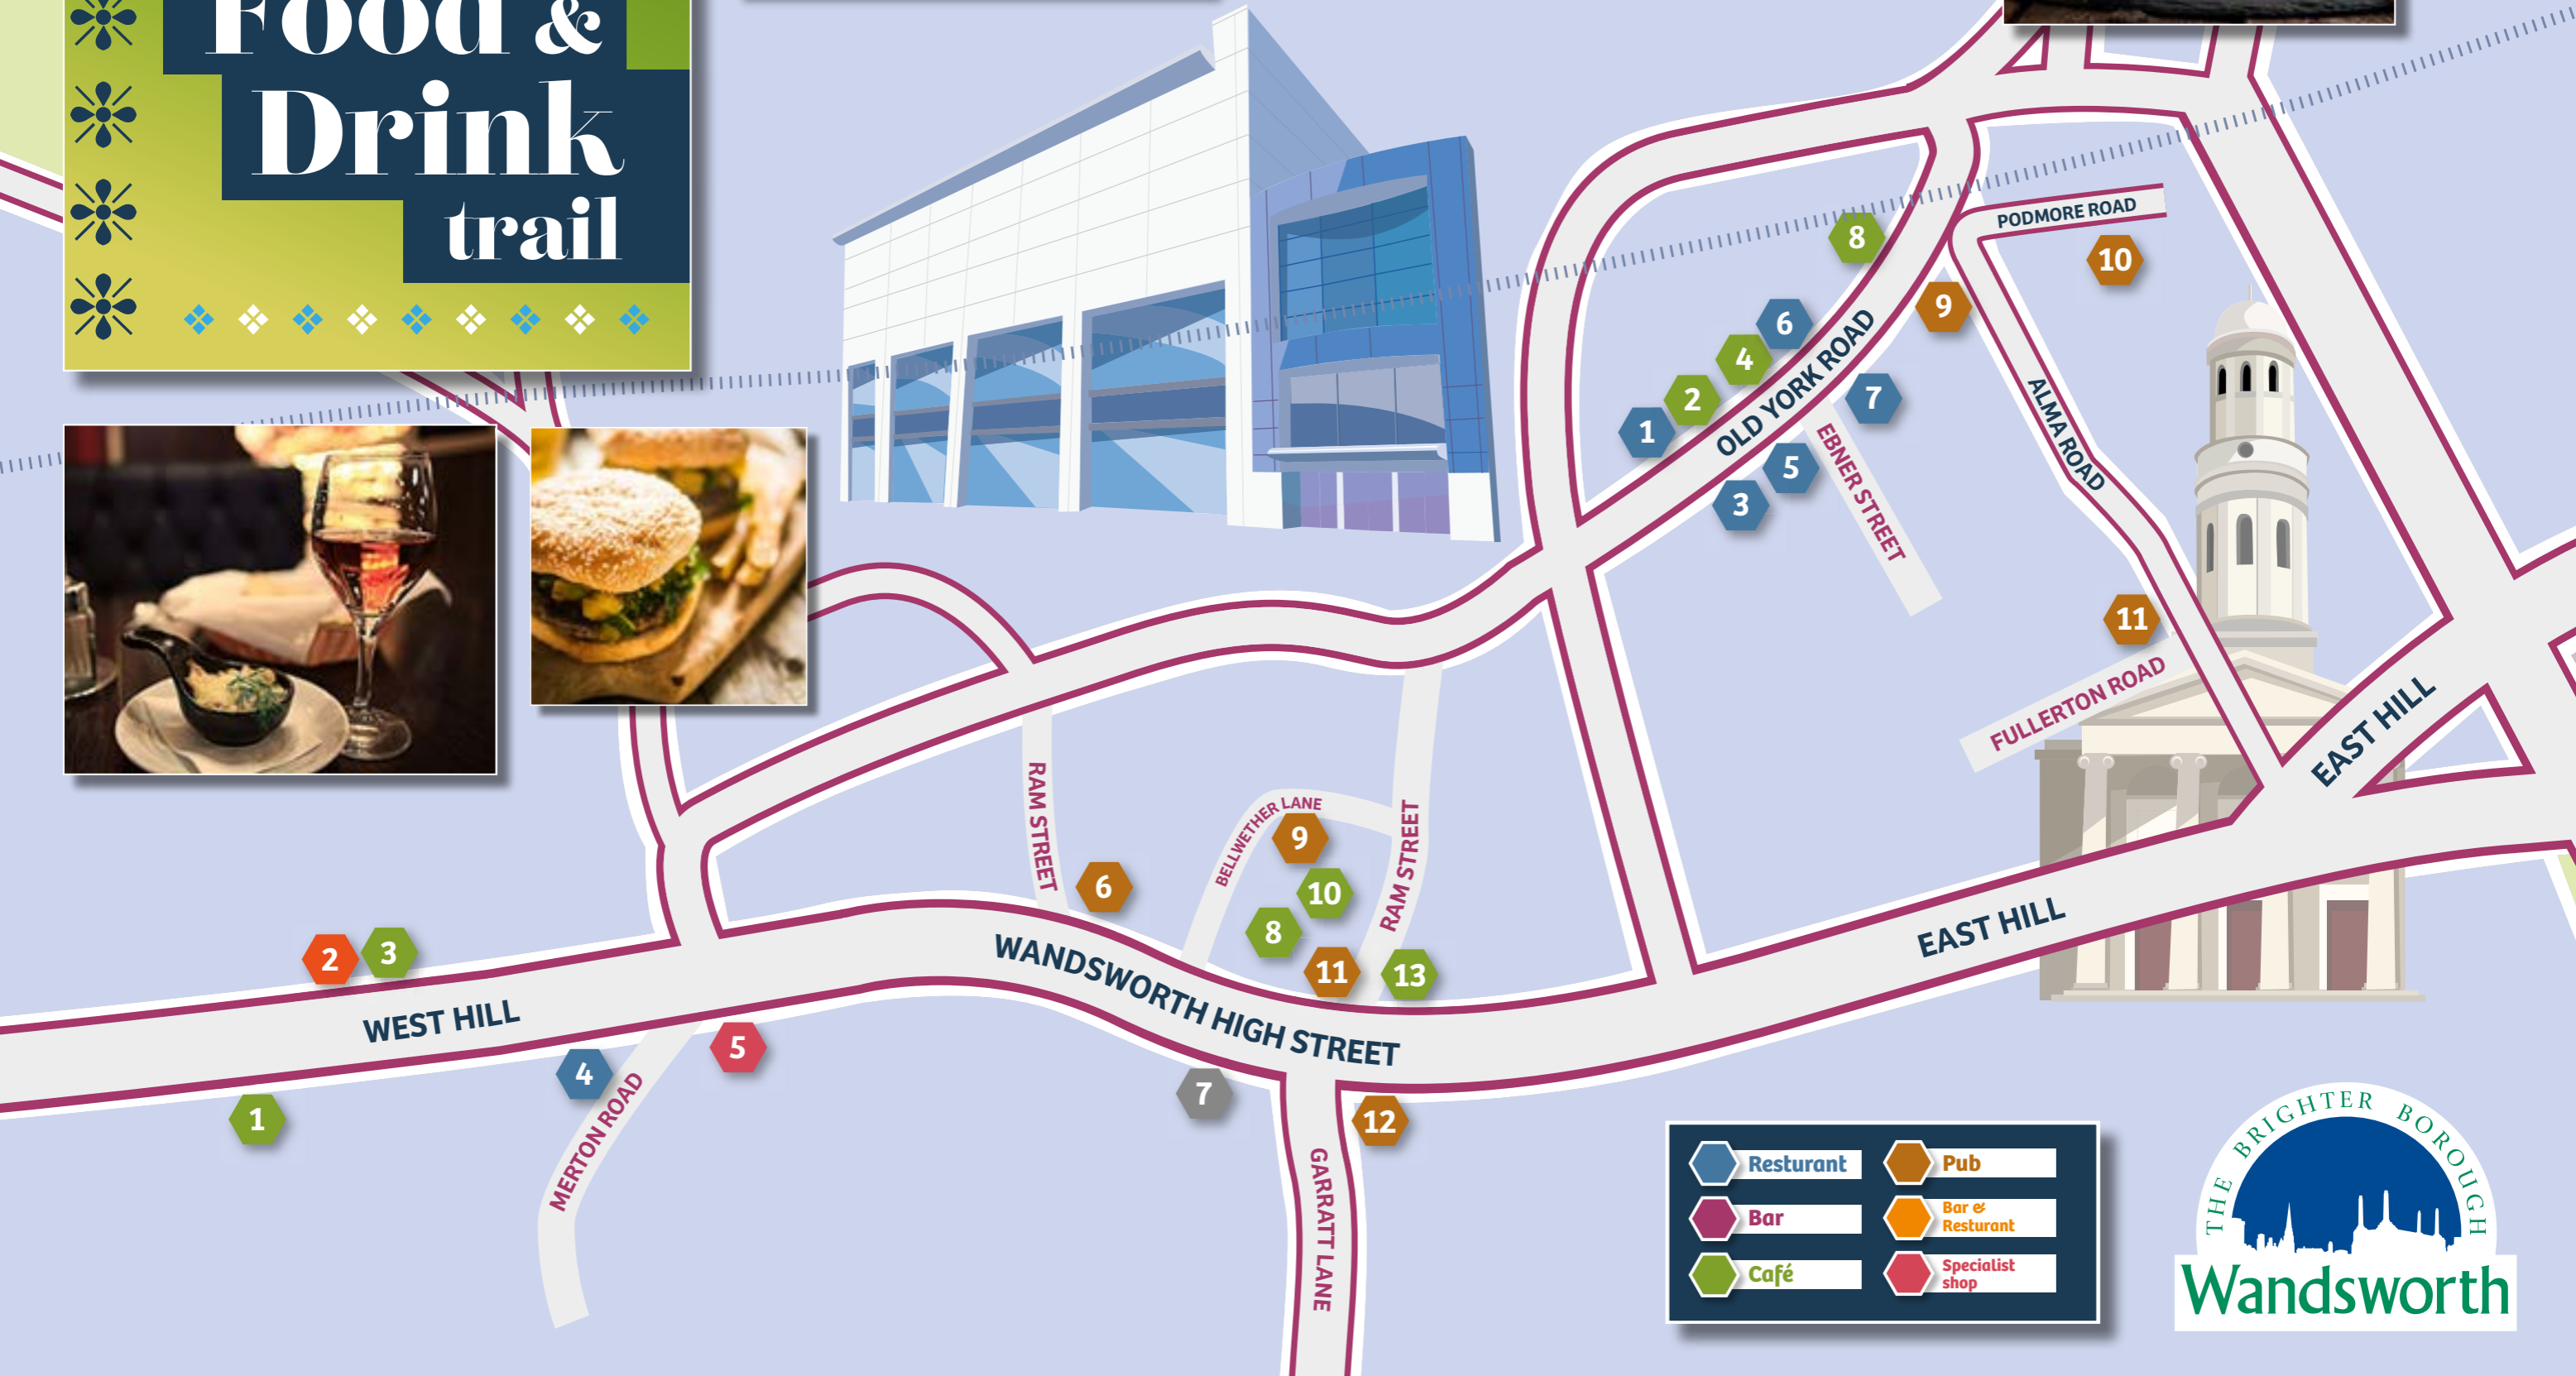 Food &
Drink
trail
PODMORE ROAD
8
10
9
6
OLD YORK ROAD
4
ALMA ROAD
7
2
1
EBNER STREET
5
3
11
FULLERTON ROAD
EAST HILL
RAM STREET
BELLWETHER LANE
RAM STREET
9
6
10
8
EAST HILL
2
3
11
13
WANDSWORTH HIGH STREET
WEST HILL
5
4
7
1
12
MERTON ROAD
GARRATT LANE
Resturant
Pub
Bar
Bar &
Resturant
Café
Specialist
shop
THE BRIGHTER BOROUGH
Wandsworth